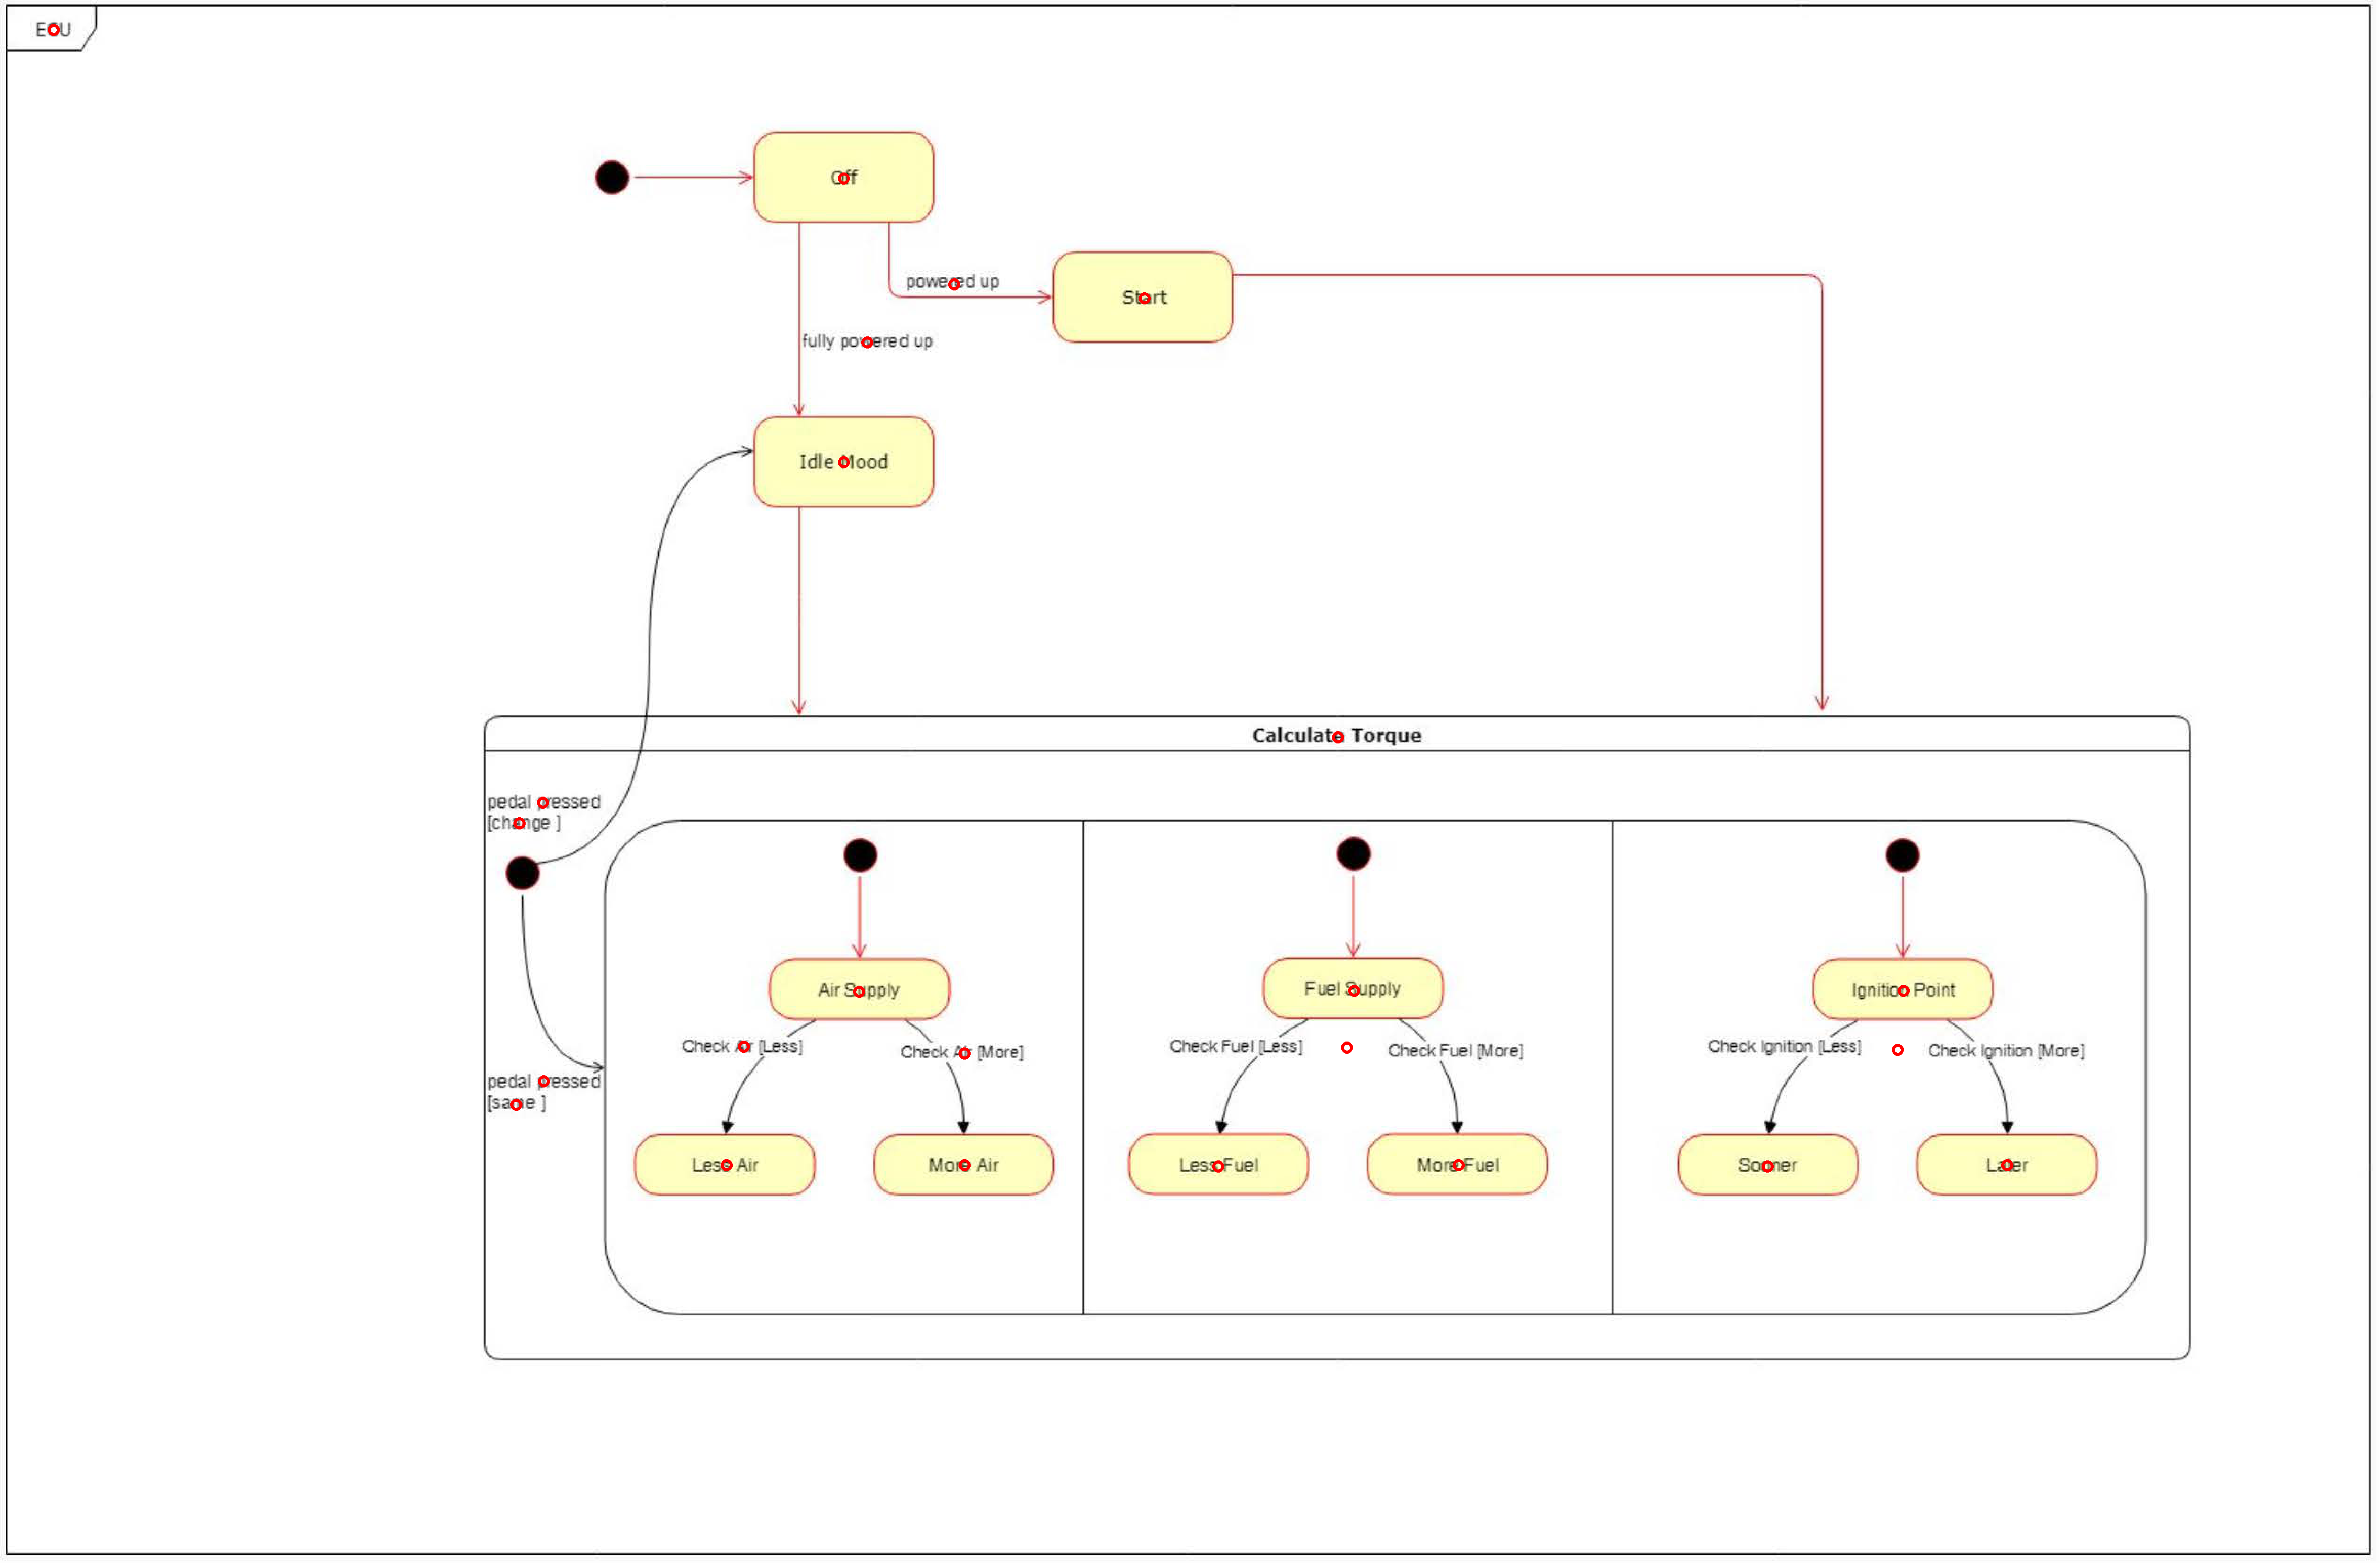 ECU
Off
powered up
Start
fully powered up
Idle Mood
Calculate Torque
pedal pressed
[change ]
Air Supply
Fuel Supply
Ignition Point
Check Air [Less]
Check Air [More]
Check Fuel [Less]
Check Fuel [More]
Check Ignition [Less]
Check Ignition [More]
pedal pressed
[same ]
Less Air
More Air
Less Fuel
More Fuel
Sooner
Later